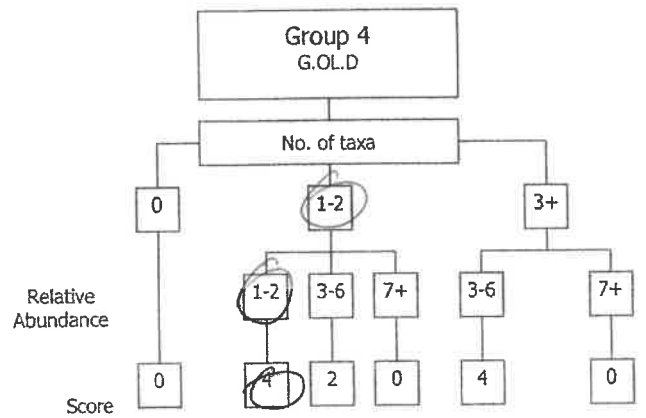 Group 4
G.OL.D
No. of taxa
0 1-2 3+
Relative
Abundance
1-2 3-6 7+ 3-6 7+
Score
0 4 2 0 4 0